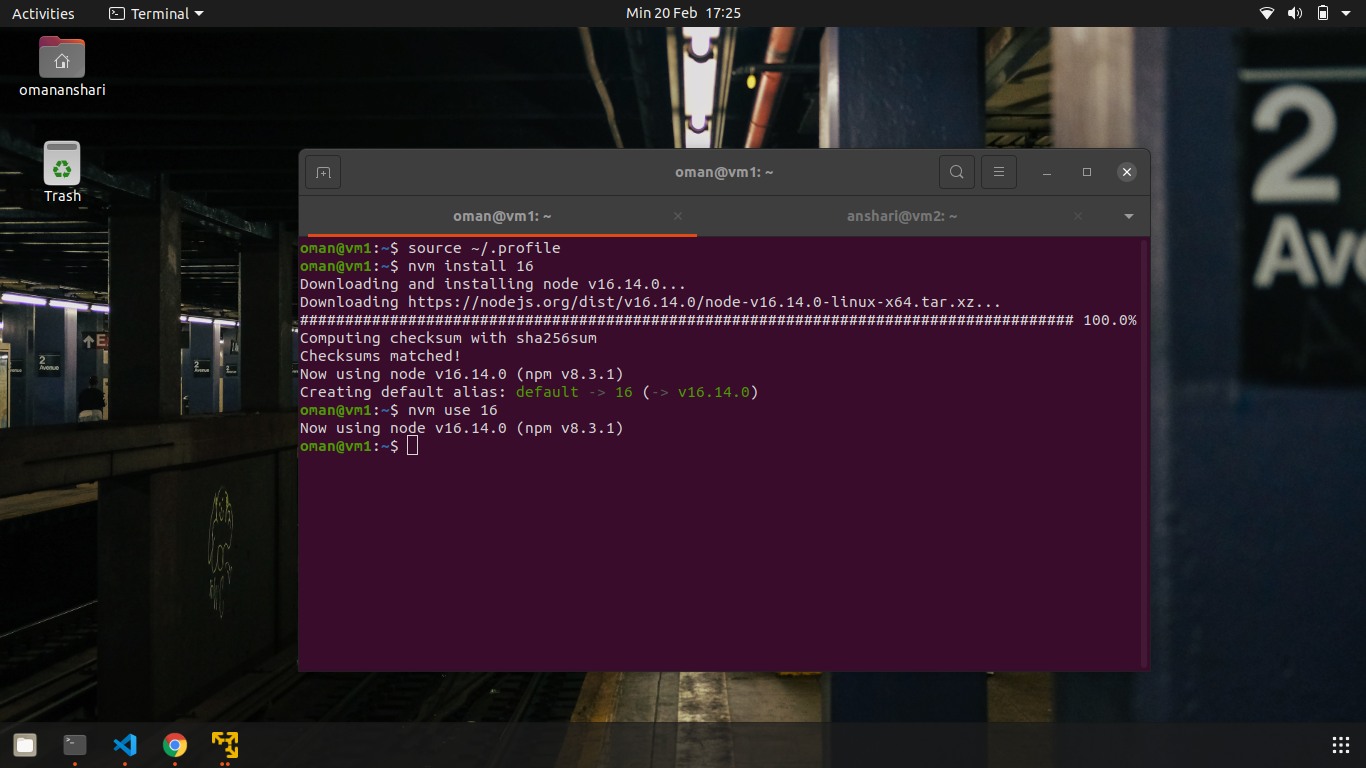 Activities
Terminal
Min 20 Feb 17:25
omananshari
Trash
2
Ave
2
Avenue
2
oman@vm1: ~
oman@vm1: ~
anshari@vm2: ~
oman@vm1:~$ source ~/.profile
oman@vm1:~$ nvm install 16
Downloading and installing node v16.14.0...
Downloading https://nodejs.org/dist/v16.14.0/node-v16.14.0-linux-x64.tar.xz...
###################################################################################### 100.0%
Computing checksum with sha256sum
Checksums matched!
Now using node v16.14.0 (npm v8.3.1)
Creating default alias: default -> 16 (-> v16.14.0)
oman@vm1:~$ nvm use 16
Now using node v16.14.0 (npm v8.3.1)
oman@vm1:~$